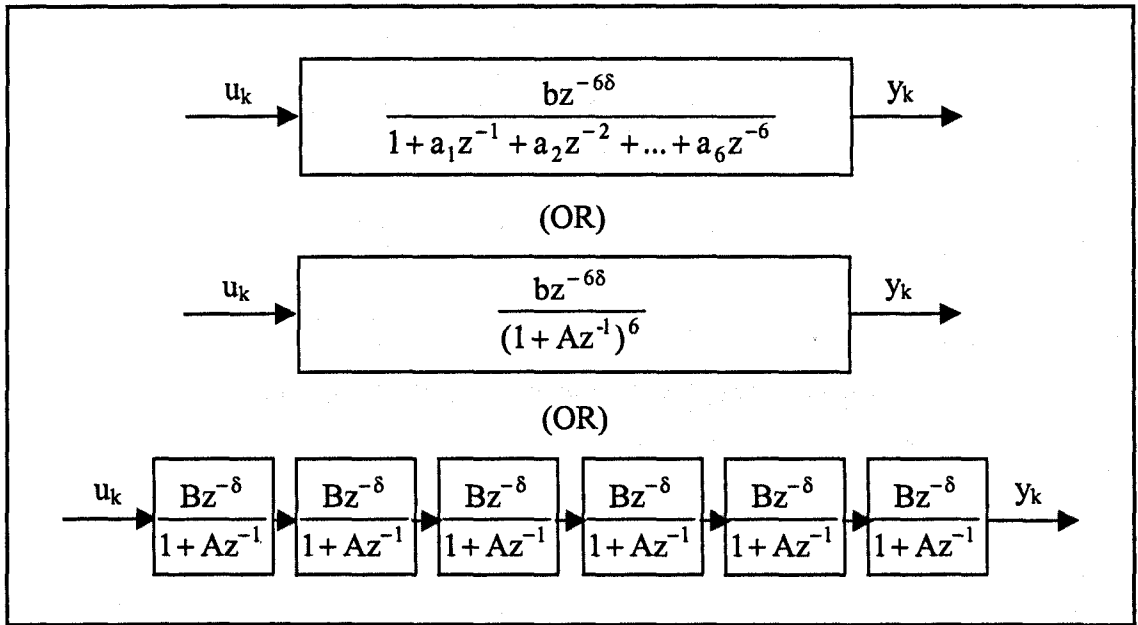 u_k bz^{-6δ} / (1 + a_1z^{-1} + a_2z^{-2} + ... + a_6z^{-6}) y_k
(OR)
u_k bz^{-6δ} / (1 + Az^{-1})^6 y_k
(OR)
u_k Bz^{-δ} / (1 + Az^{-1}) Bz^{-δ} / (1 + Az^{-1}) Bz^{-δ} / (1 + Az^{-1}) Bz^{-δ} / (1 + Az^{-1}) Bz^{-δ} / (1 + Az^{-1}) Bz^{-δ} / (1 + Az^{-1}) y_k